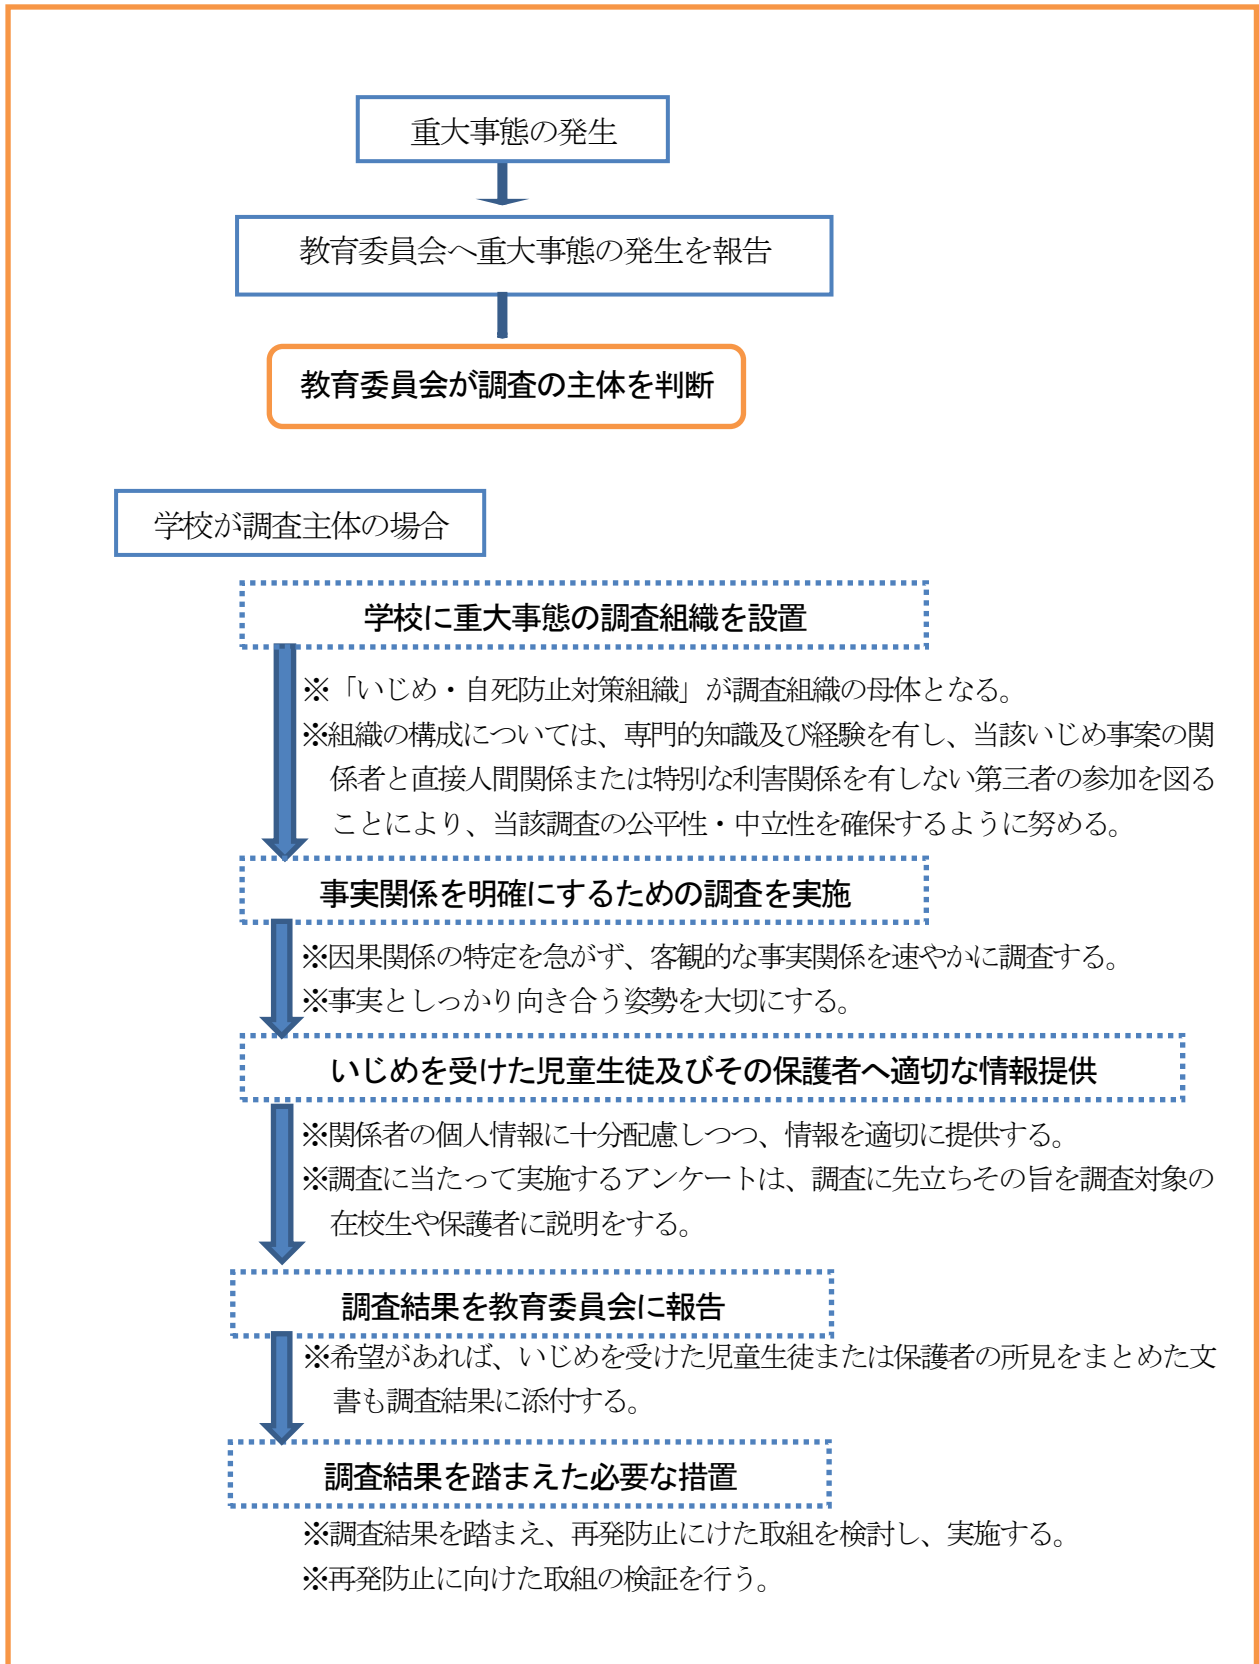 重大事態の発生
教育委員会へ重大事態の発生を報告
教育委員会が調査の主体を判断
学校が調査主体の場合
学校に重大事態の調査組織を設置
※「いじめ・自死防止対策組織」が調査組織の母体となる。
※組織の構成については、専門的知識及び経験を有し、当該いじめ事案の関
係者と直接人間関係または特別な利害関係を有しない第三者の参加を図る
ことにより、当該調査の公平性・中立性を確保するように努める。
事実関係を明確にするための調査を実施
※因果関係の特定を急がず、客観的な事実関係を速やかに調査する。
※事実としっかり向き合う姿勢を大切にする。
いじめを受けた児童生徒及びその保護者へ適切な情報提供
※関係者の個人情報に十分配慮しつつ、情報を適切に提供する。
※調査に当たって実施するアンケートは、調査に先立ちその旨を調査対象の
在校生や保護者に説明をする。
調査結果を教育委員会に報告
※希望があれば、いじめを受けた児童生徒または保護者の所見をまとめた文
書も調査結果に添付する。
調査結果を踏まえた必要な措置
※調査結果を踏まえ、再発防止にけた取組を検討し、実施する。
※再発防止に向けた取組の検証を行う。